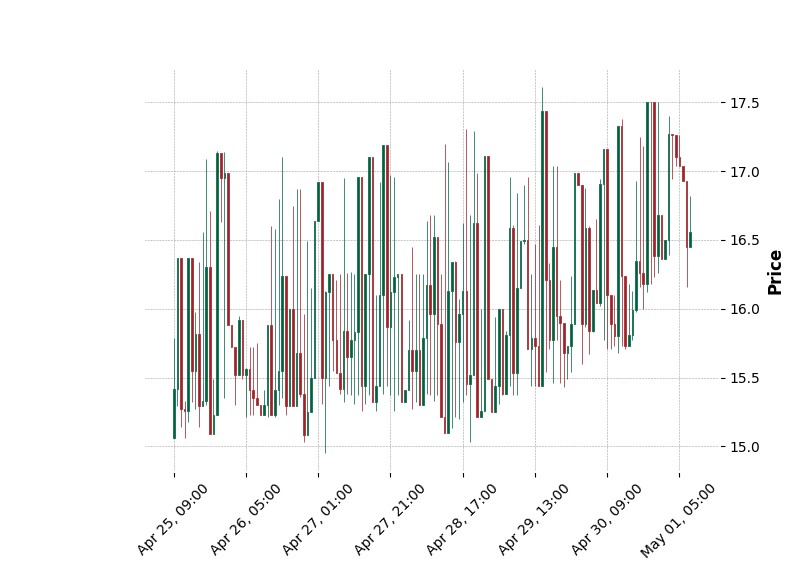 17.5
17.0
16.5
16.0
15.5
15.0
Price
Apr 25, 09:00
Apr 26, 05:00
Apr 27, 01:00
Apr 27, 21:00
Apr 28, 17:00
Apr 29, 13:00
Apr 30, 09:00
May 01, 05:00